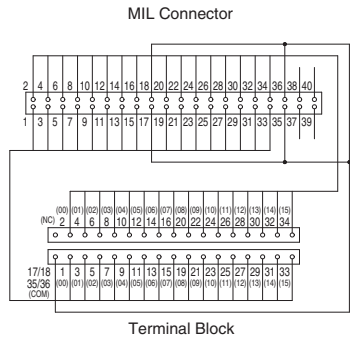 MIL Connector
2 4 6 8 10 12 14 16 18 20 22 24 26 28 30 32 34 36 38 40
1 3 5 7 9 11 13 15 17 19 21 23 25 27 29 31 33 35 37 39
(00) (01) (02) (03) (04) (05) (06) (07) (08) (09) (10) (11) (12) (13) (14) (15)
(NC) 2 4 6 8 10 12 14 16 18 20 22 24 26 28 30 32 34
17/18 1 3 5 7 9 11 13 15 19 21 23 25 27 29 31 33
35/36 (00) (01) (02) (03) (04) (05) (06) (07) (08) (09) (10) (11) (12) (13) (14) (15)
(COM)
Terminal Block